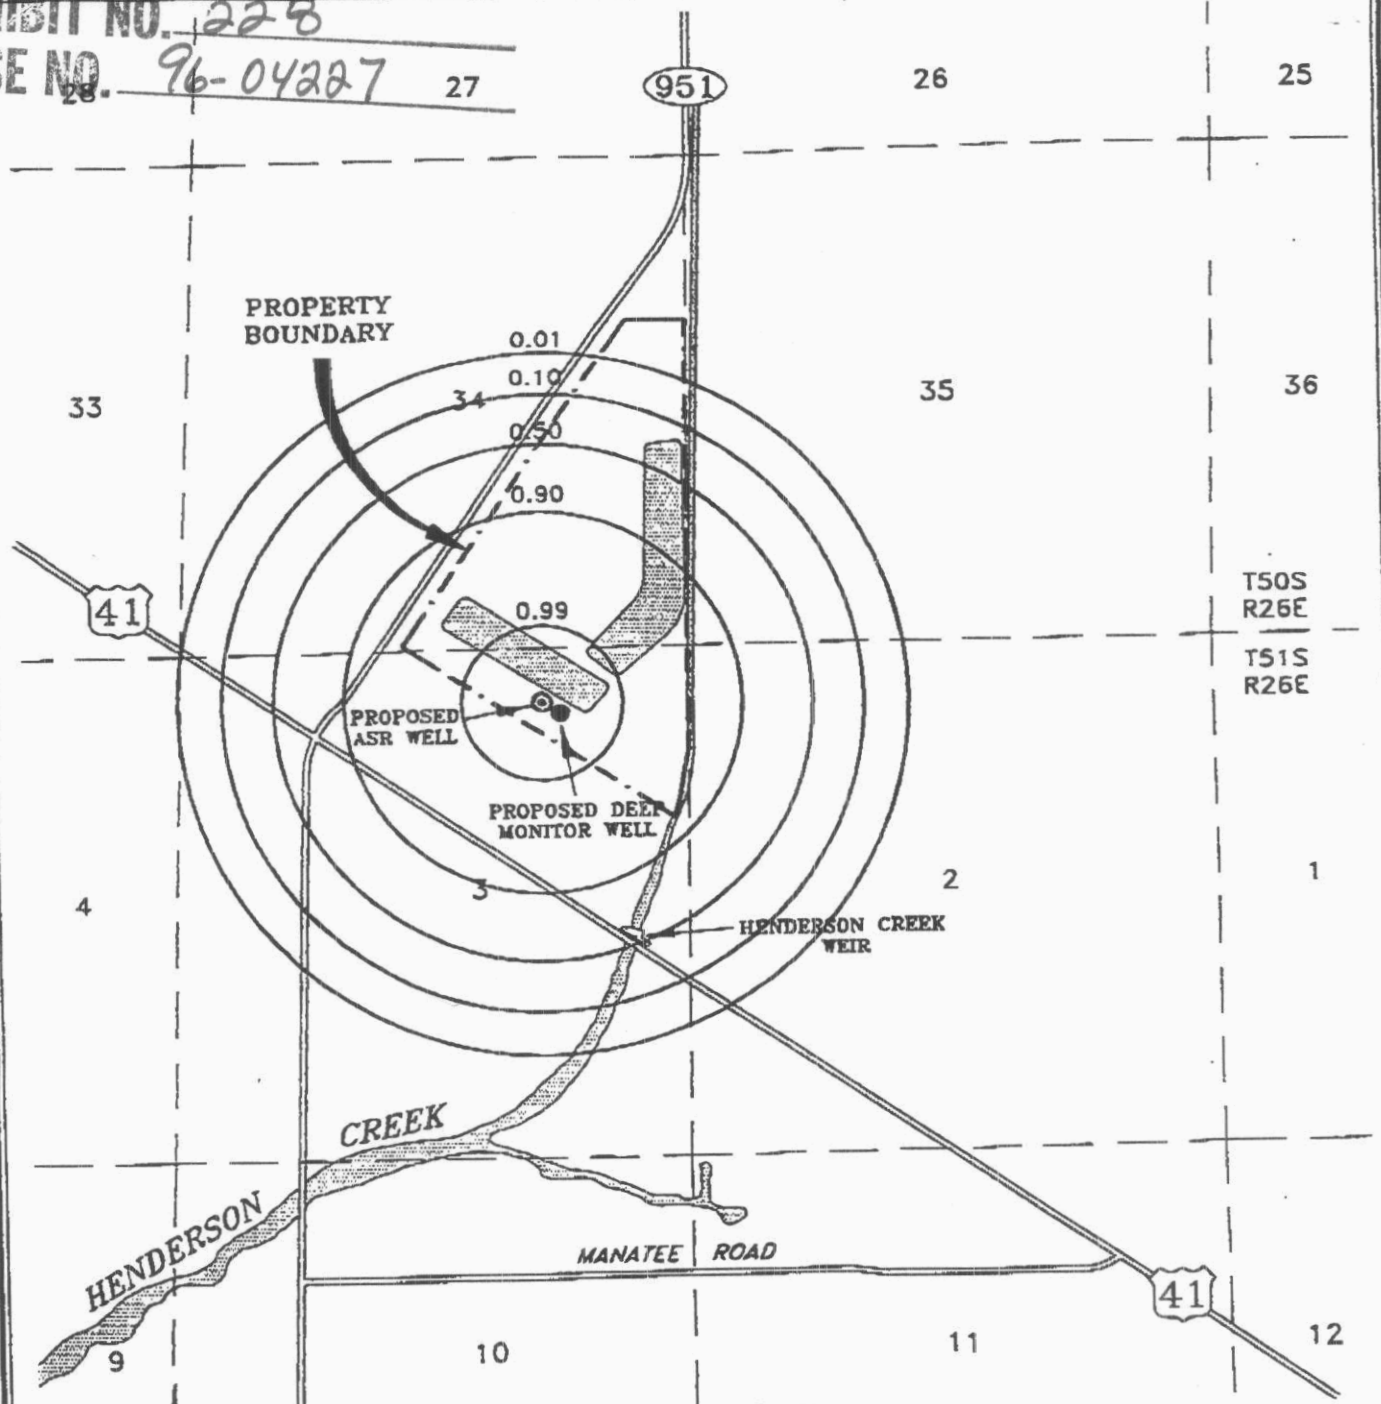 NO. 228
NO. 96-04227
28
27
951
26
25
PROPERTY
BOUNDARY
0.01
0.10
34
0.50
0.90
0.99
33
35
36
41
T50S
R26E
T51S
R26E
PROPOSED
ASR WELL
PROPOSED DEEP
MONITOR WELL
3
4
2
1
HENDERSON CREEK
WEIR
HENDERSON CREEK
MANATEE ROAD
41
9
10
11
12